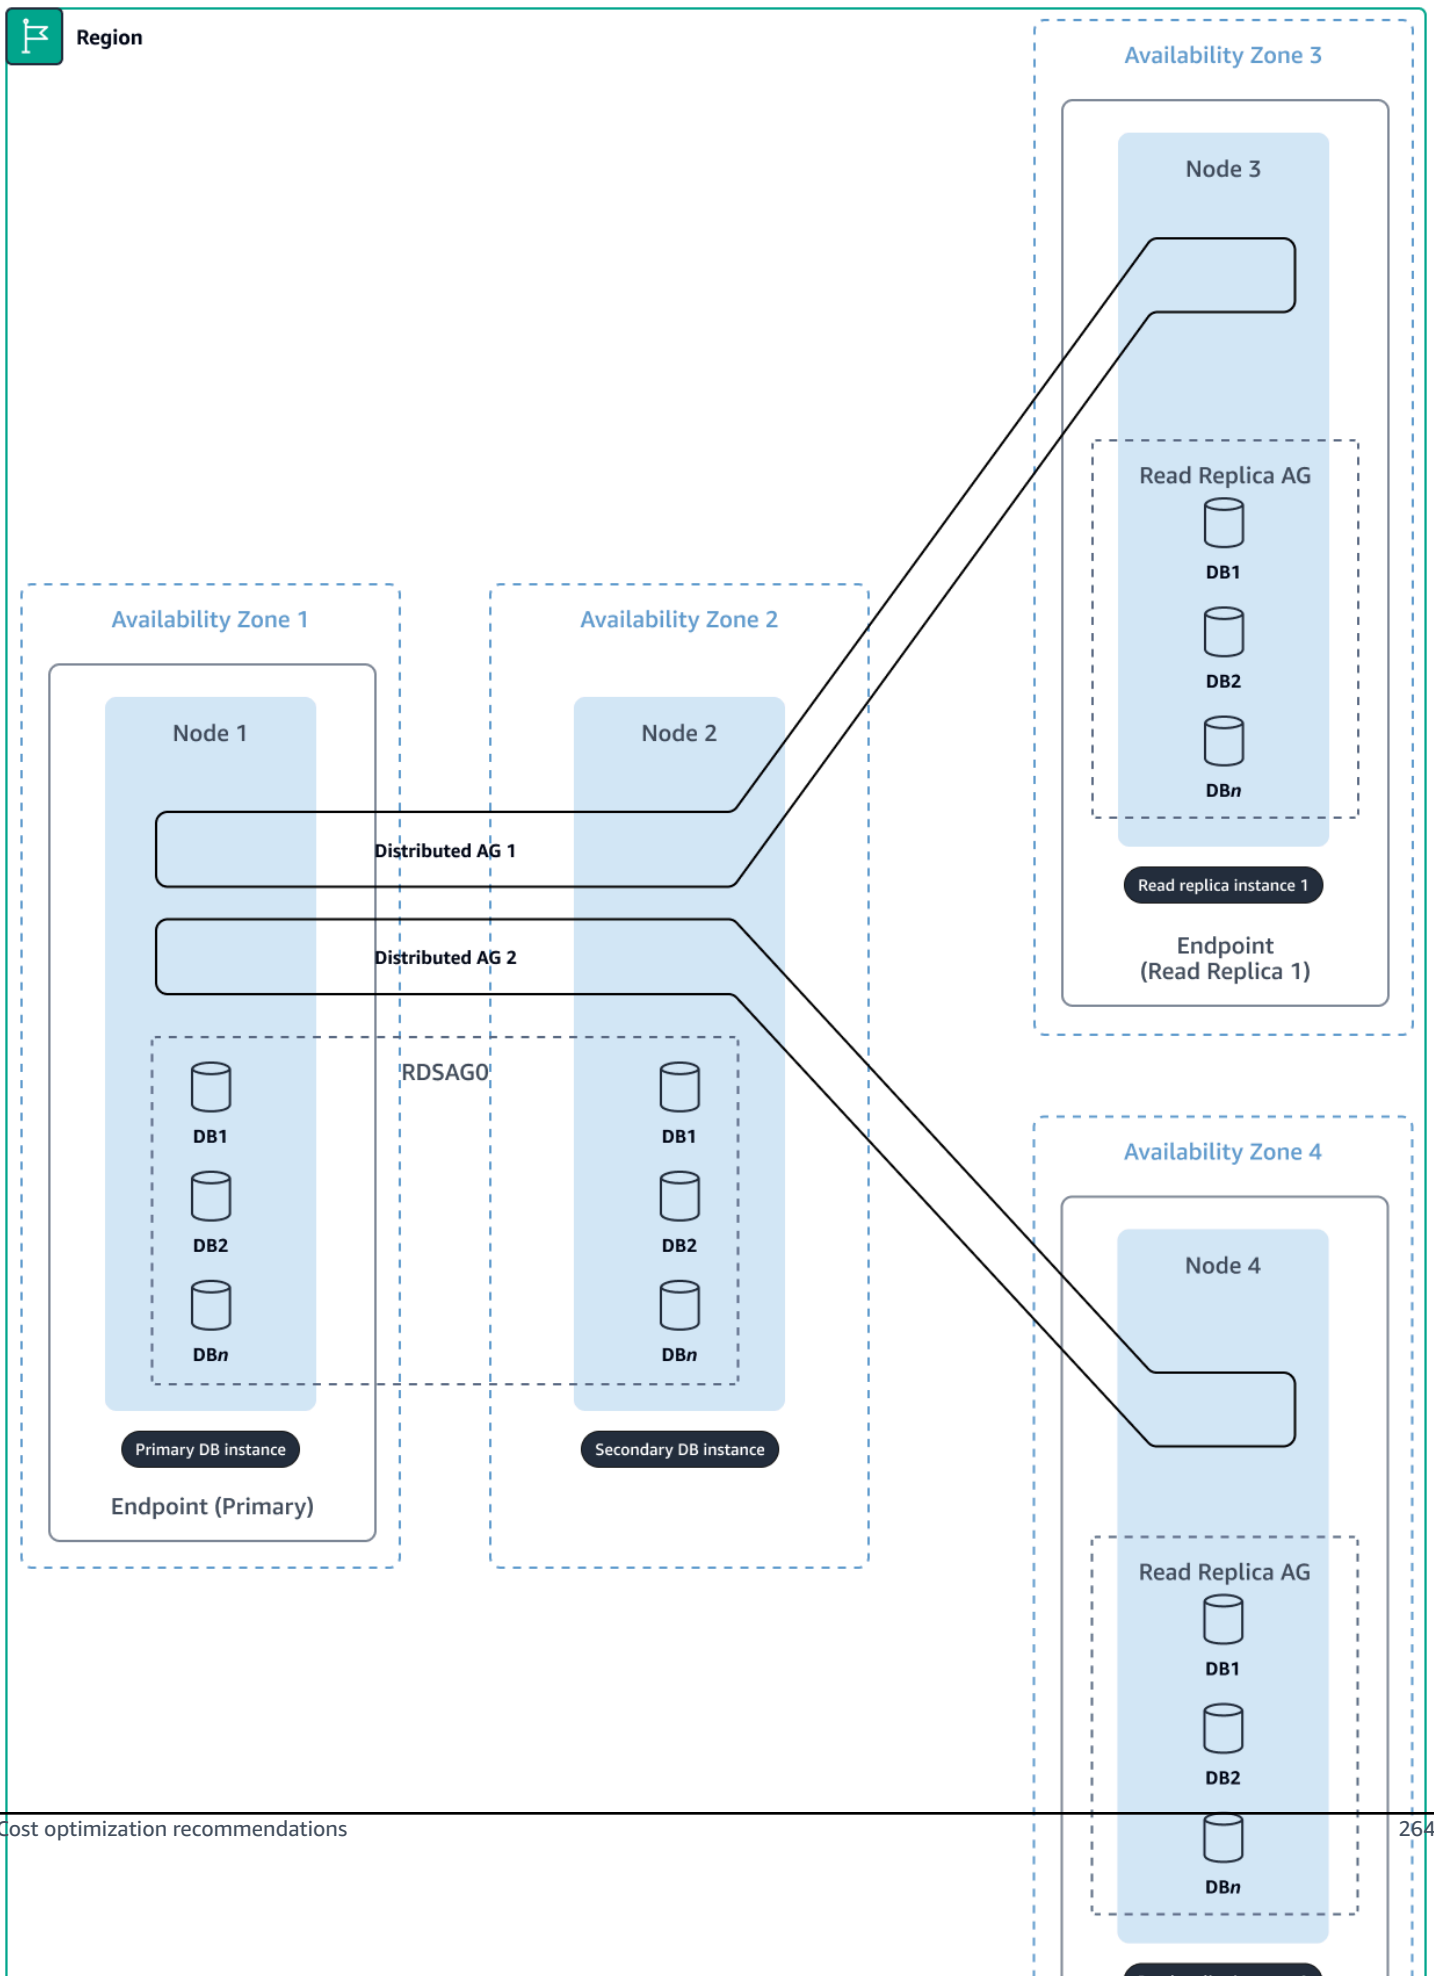 Region
Availability Zone 3
Node 3
Read Replica AG
DB1
DB2
DBn
Read replica instance 1
Endpoint
(Read Replica 1)
Availability Zone 1
Node 1
Availability Zone 2
Node 2
Distributed AG 1
Distributed AG 2
RDSAG0
DB1
DB2
DBn
Primary DB instance
Endpoint (Primary)
DB1
DB2
DBn
Secondary DB instance
Availability Zone 4
Node 4
Read Replica AG
DB1
DB2
DBn
Cost optimization recommendations
264